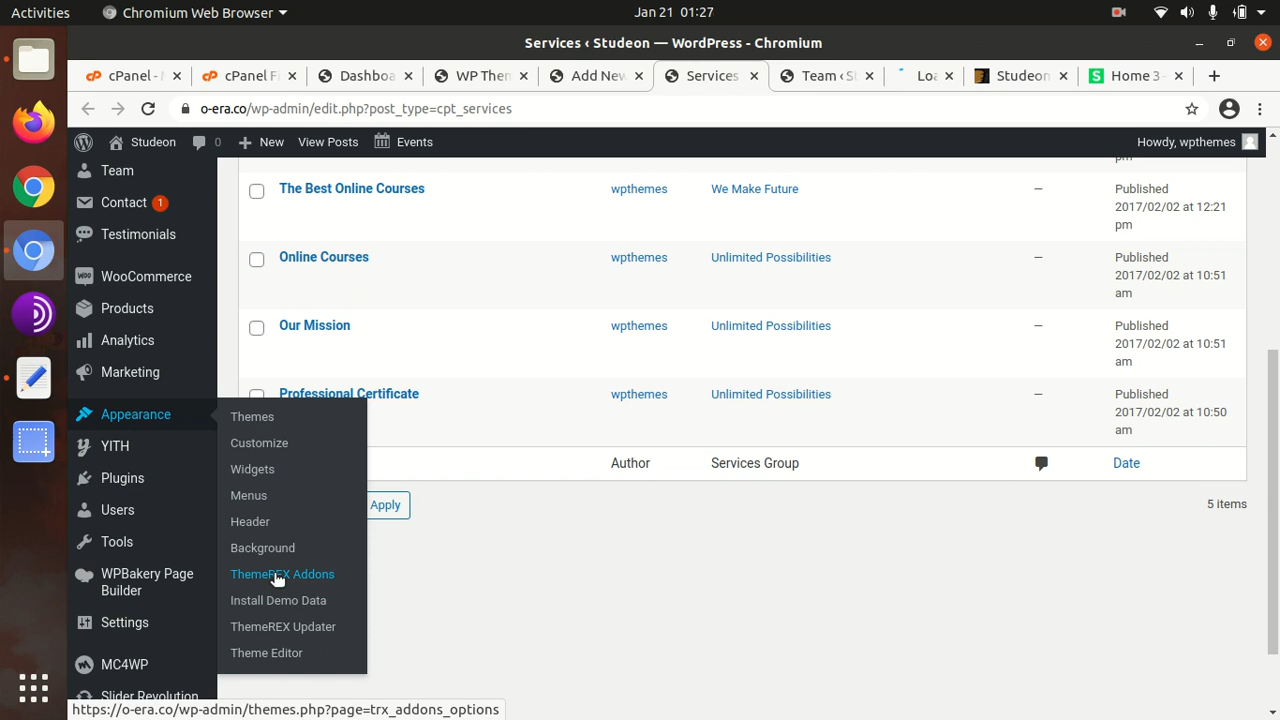 Activities Chromium Web Browser Jan 21 01:27
Services ‹ Studeon — WordPress - Chromium
cPanel - cPanel F Dashboa WP Them Add New Services Team ‹ S Loa Studeon S Home 3
o-era.co/wp-admin/edit.php?post_type=cpt_services
Studeon 0 New View Posts Events Howdy, wpthemes
Team
Contact 1
Testimonials
WooCommerce
Products
Analytics
Marketing
Appearance
YITH
Plugins
Users
Tools
WPBakery Page
Builder
Settings
MC4WP
Slider Revolution
Themes
Customize
Widgets
Menus
Header
Background
ThemeREX Addons
Install Demo Data
ThemeREX Updater
Theme Editor
pm
The Best Online Courses wpthemes We Make Future — Published
2017/02/02 at 12:21
pm
Online Courses wpthemes Unlimited Possibilities — Published
2017/02/02 at 10:51
am
Our Mission wpthemes Unlimited Possibilities — Published
2017/02/02 at 10:51
am
Professional Certificate wpthemes Unlimited Possibilities — Published
2017/02/02 at 10:50
am
Author Services Group Date
Apply 5 items
https://o-era.co/wp-admin/themes.php?page=trx_addons_options